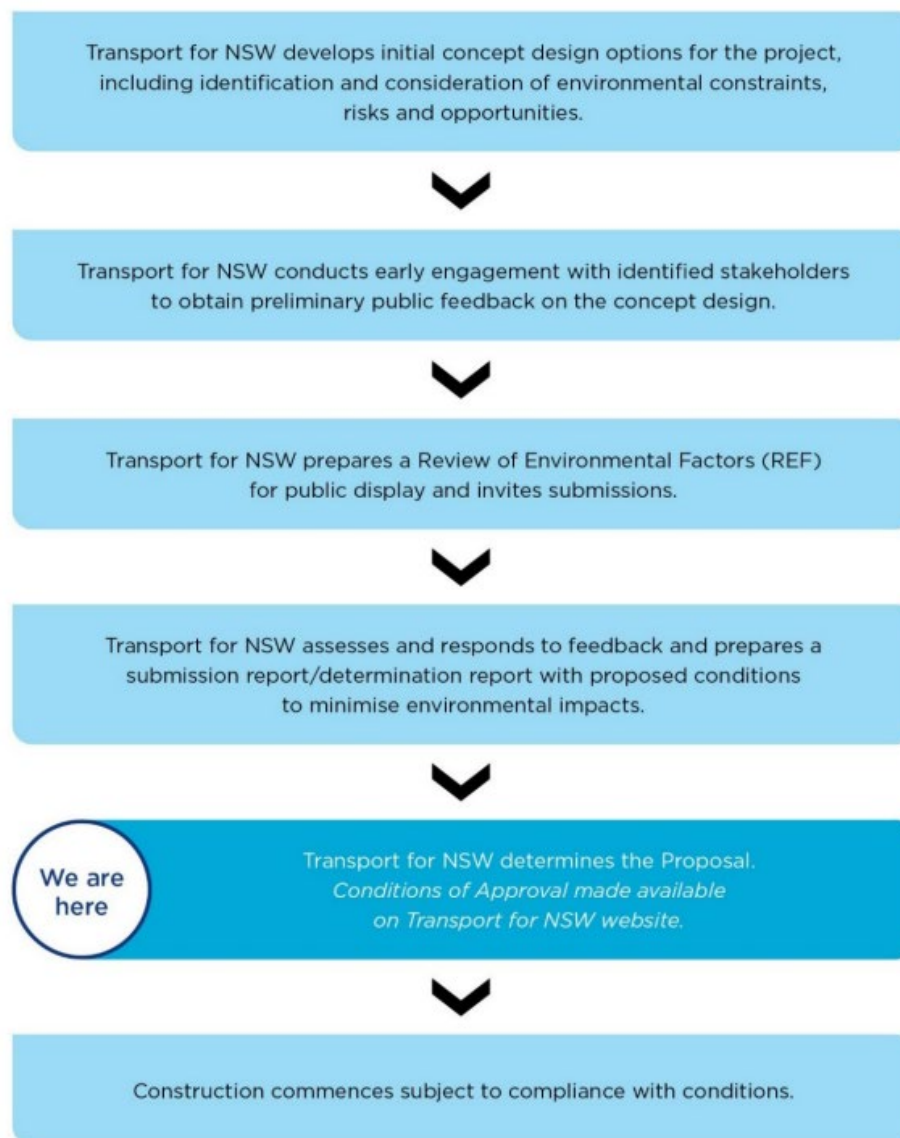 Transport for NSW develops initial concept design options for the project,
including identification and consideration of environmental constraints,
risks and opportunities.
Transport for NSW conducts early engagement with identified stakeholders
to obtain preliminary public feedback on the concept design.
Transport for NSW prepares a Review of Environmental Factors (REF)
for public display and invites submissions.
Transport for NSW assesses and responds to feedback and prepares a
submission report/determination report with proposed conditions
to minimise environmental impacts.
We are
here
Transport for NSW determines the Proposal.
Conditions of Approval made available
on Transport for NSW website.
Construction commences subject to compliance with conditions.